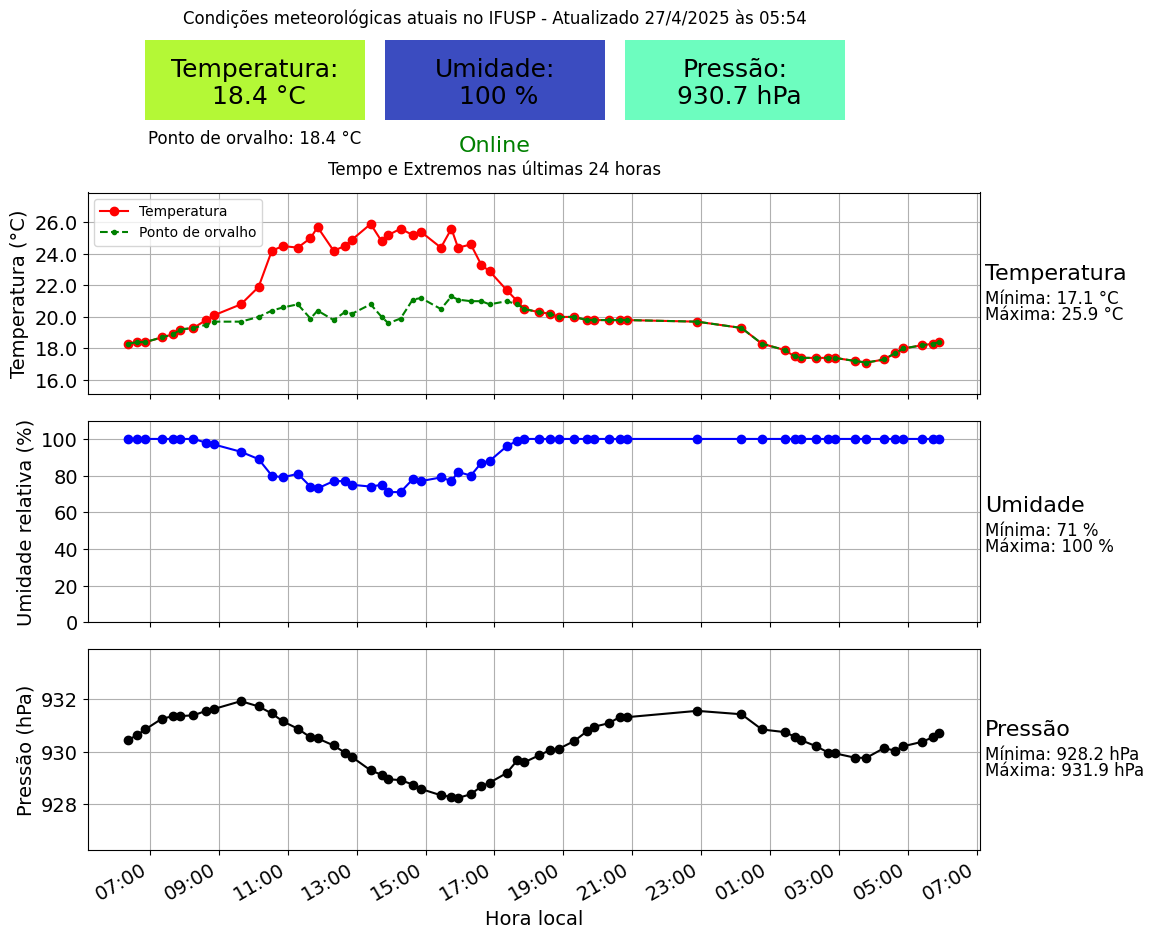 Condições meteorológicas atuais no IFUSP - Atualizado 27/4/2025 às 05:54
Temperatura:
18.4 °C
Umidade:
100 %
Pressão:
930.7 hPa
Ponto de orvalho: 18.4 °C
Online
Tempo e Extremos nas últimas 24 horas
Temperatura (°C)
26.0
24.0
22.0
20.0
18.0
16.0
Temperatura
Ponto de orvalho
Temperatura
Mínima: 17.1 °C
Máxima: 25.9 °C
Umidade relativa (%)
100
80
60
40
20
0
Umidade
Mínima: 71 %
Máxima: 100 %
Pressão (hPa)
932
930
928
Pressão
Mínima: 928.2 hPa
Máxima: 931.9 hPa
07:00
09:00
11:00
13:00
15:00
17:00
19:00
21:00
23:00
01:00
03:00
05:00
07:00
Hora local